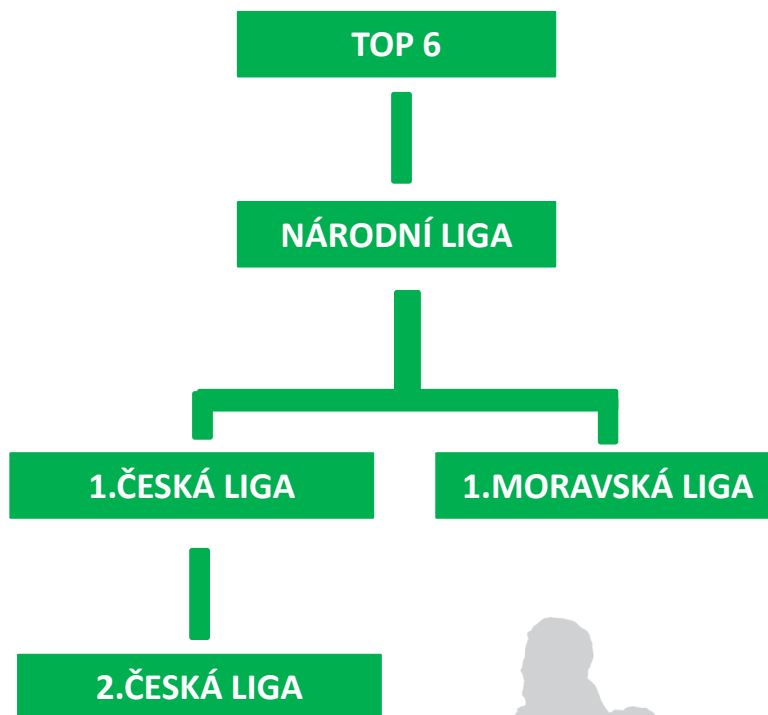 TOP 6
NÁRODNÍ LIGA
1.ČESKÁ LIGA
1.MORAVSKÁ LIGA
2.ČESKÁ LIGA